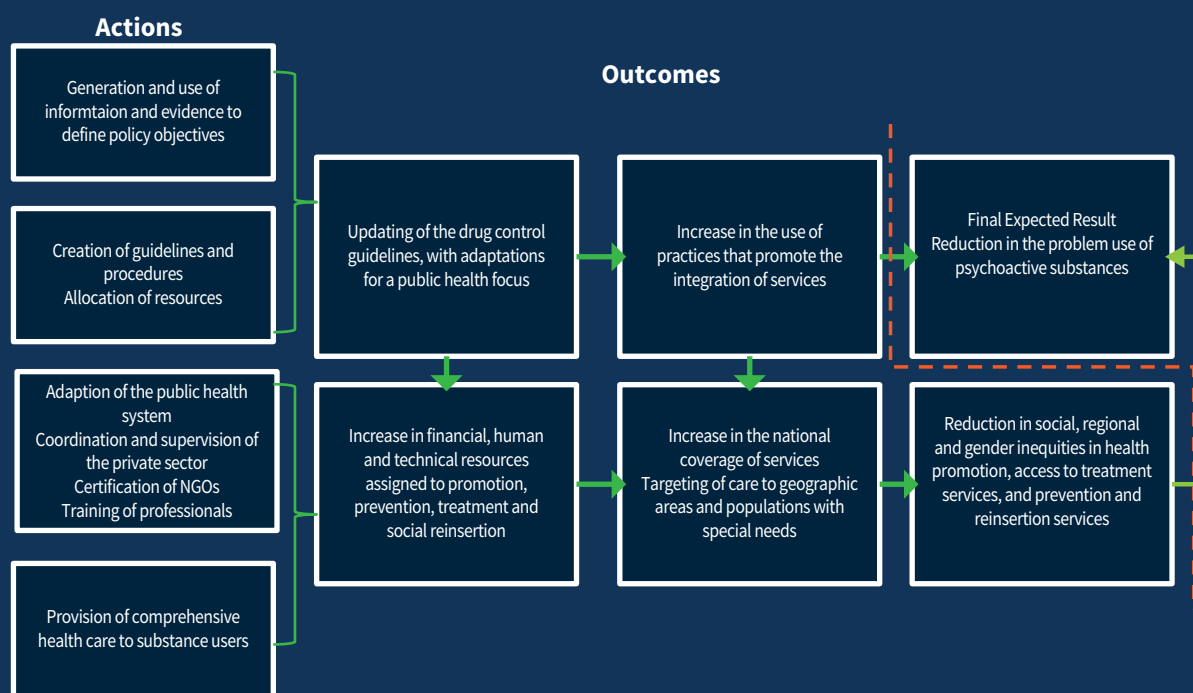 Actions
Generation and use of
informtaion and evidence to
define policy objectives
Creation of guidelines and
procedures
Allocation of resources
Adaption of the public health
system
Coordination and supervision of
the private sector
Certification of NGOs
Training of professionals
Provision of comprehensive
health care to substance users
Outcomes
Updating of the drug control
guidelines, with adaptations
for a public health focus
Increase in the use of
practices that promote the
integration of services
Final Expected Result
Reduction in the problem use of
psychoactive substances
Increase in financial, human
and technical resources
assigned to promotion,
prevention, treatment and
social reinsertion
Increase in the national
coverage of services
Targeting of care to geographic
areas and populations with
special needs
Reduction in social, regional
and gender inequities in health
promotion, access to treatment
services, and prevention and
reinsertion services